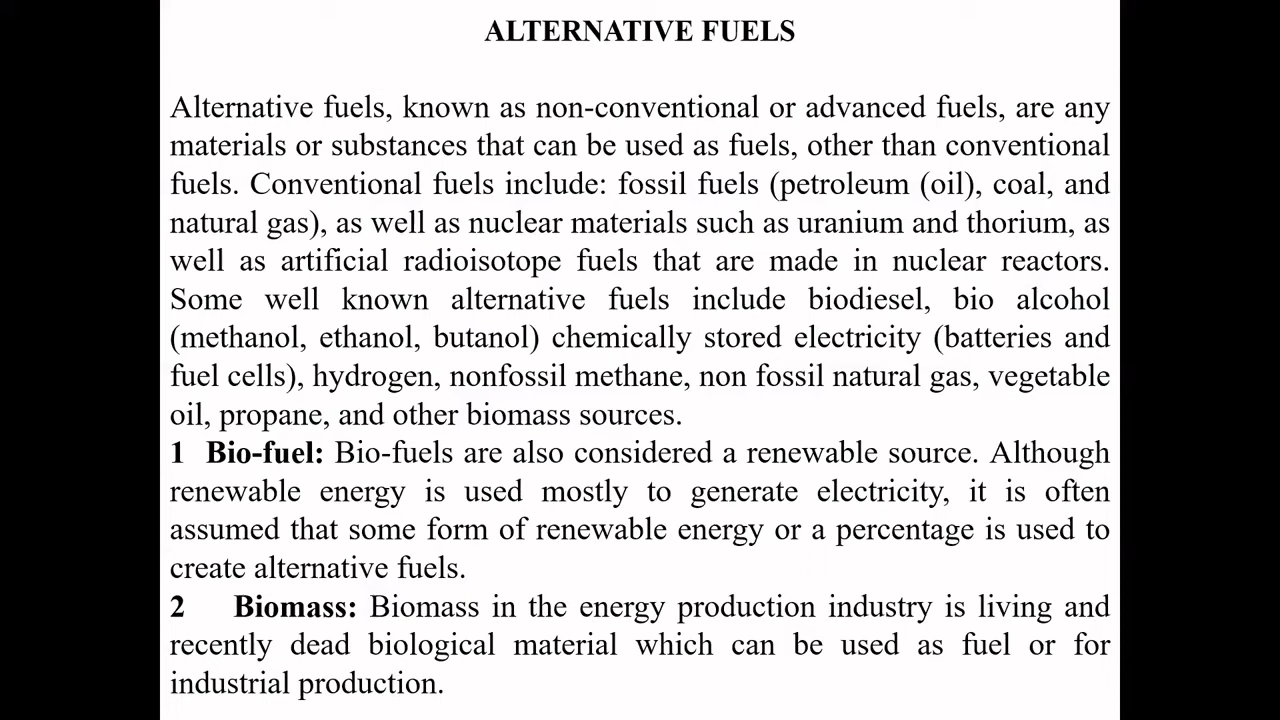 ALTERNATIVE FUELS
Alternative fuels, known as non-conventional or advanced fuels, are any
materials or substances that can be used as fuels, other than conventional
fuels. Conventional fuels include: fossil fuels (petroleum (oil), coal, and
natural gas), as well as nuclear materials such as uranium and thorium, as
well as artificial radioisotope fuels that are made in nuclear reactors.
Some well known alternative fuels include biodiesel, bio alcohol
(methanol, ethanol, butanol) chemically stored electricity (batteries and
fuel cells), hydrogen, nonfossil methane, non fossil natural gas, vegetable
oil, propane, and other biomass sources.
1 Bio-fuel: Bio-fuels are also considered a renewable source. Although
renewable energy is used mostly to generate electricity, it is often
assumed that some form of renewable energy or a percentage is used to
create alternative fuels.
2 Biomass: Biomass in the energy production industry is living and
recently dead biological material which can be used as fuel or for
industrial production.